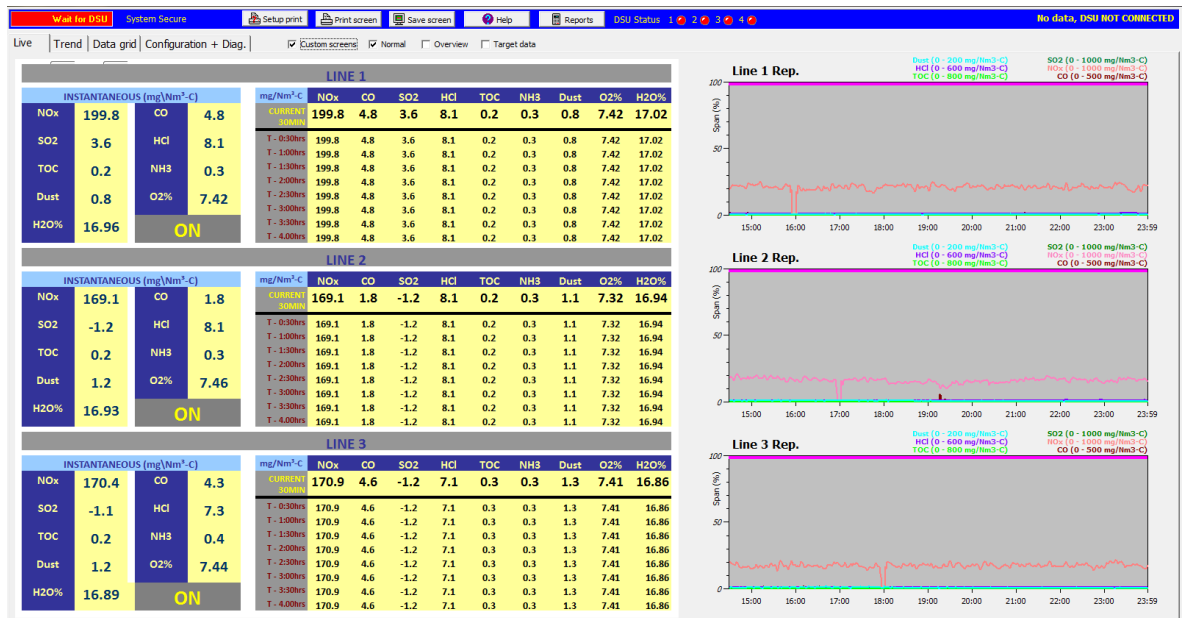 Wait for DSU System Secure Setup print Print screen Save screen Help Reports DSU Status 1 2 3 4 No data, DSU NOT CONNECTED
Live Trend Data grid Configuration + Diag. Custom screens Normal Overview Target data
LINE 1
INSTANTANEOUS (mg\Nm³-C)
NOx 199.8 CO 4.8
SO2 3.6 HCl 8.1
TOC 0.2 NH3 0.3
Dust 0.8 O2% 7.42
H2O% 16.96 ON
mg/Nm³-C NOx CO SO2 HCl TOC NH3 Dust O2% H2O%
CURRENT 30MIN 199.8 4.8 3.6 8.1 0.2 0.3 0.8 7.42 17.02
T - 0:30hrs 199.8 4.8 3.6 8.1 0.2 0.3 0.8 7.42 17.02
T - 1:00hrs 199.8 4.8 3.6 8.1 0.2 0.3 0.8 7.42 17.02
T - 1:30hrs 199.8 4.8 3.6 8.1 0.2 0.3 0.8 7.42 17.02
T - 2:00hrs 199.8 4.8 3.6 8.1 0.2 0.3 0.8 7.42 17.02
T - 2:30hrs 199.8 4.8 3.6 8.1 0.2 0.3 0.8 7.42 17.02
T - 3:00hrs 199.8 4.8 3.6 8.1 0.2 0.3 0.8 7.42 17.02
T - 3:30hrs 199.8 4.8 3.6 8.1 0.2 0.3 0.8 7.42 17.02
T - 4.00hrs 199.8 4.8 3.6 8.1 0.2 0.3 0.8 7.42 17.02
Line 1 Rep.
Dust (0 - 200 mg/Nm3-C) SO2 (0 - 1000 mg/Nm3-C)
HCl (0 - 600 mg/Nm3-C) NOx (0 - 1000 mg/Nm3-C)
TOC (0 - 800 mg/Nm3-C) CO (0 - 500 mg/Nm3-C)
100
Span (%)
50
0
15:00 16:00 17:00 18:00 19:00 20:00 21:00 22:00 23:00 23:59
LINE 2
INSTANTANEOUS (mg\Nm³-C)
NOx 169.1 CO 1.8
SO2 -1.2 HCl 8.1
TOC 0.2 NH3 0.3
Dust 1.2 O2% 7.46
H2O% 16.93 ON
mg/Nm³-C NOx CO SO2 HCl TOC NH3 Dust O2% H2O%
CURRENT 30MIN 169.1 1.8 -1.2 8.1 0.2 0.3 1.1 7.32 16.94
T - 0:30hrs 169.1 1.8 -1.2 8.1 0.2 0.3 1.1 7.32 16.94
T - 1:00hrs 169.1 1.8 -1.2 8.1 0.2 0.3 1.1 7.32 16.94
T - 1:30hrs 169.1 1.8 -1.2 8.1 0.2 0.3 1.1 7.32 16.94
T - 2:00hrs 169.1 1.8 -1.2 8.1 0.2 0.3 1.1 7.32 16.94
T - 2:30hrs 169.1 1.8 -1.2 8.1 0.2 0.3 1.1 7.32 16.94
T - 3:00hrs 169.1 1.8 -1.2 8.1 0.2 0.3 1.1 7.32 16.94
T - 3:30hrs 169.1 1.8 -1.2 8.1 0.2 0.3 1.1 7.32 16.94
T - 4.00hrs 169.1 1.8 -1.2 8.1 0.2 0.3 1.1 7.32 16.94
Line 2 Rep.
Dust (0 - 200 mg/Nm3-C) SO2 (0 - 1000 mg/Nm3-C)
HCl (0 - 600 mg/Nm3-C) NOx (0 - 1000 mg/Nm3-C)
TOC (0 - 800 mg/Nm3-C) CO (0 - 500 mg/Nm3-C)
100
Span (%)
50
0
15:00 16:00 17:00 18:00 19:00 20:00 21:00 22:00 23:00 23:59
LINE 3
INSTANTANEOUS (mg\Nm³-C)
NOx 170.4 CO 4.3
SO2 -1.1 HCl 7.3
TOC 0.2 NH3 0.4
Dust 1.2 O2% 7.44
H2O% 16.89 ON
mg/Nm³-C NOx CO SO2 HCl TOC NH3 Dust O2% H2O%
CURRENT 30MIN 170.9 4.6 -1.2 7.1 0.3 0.3 1.3 7.41 16.86
T - 0:30hrs 170.9 4.6 -1.2 7.1 0.3 0.3 1.3 7.41 16.86
T - 1:00hrs 170.9 4.6 -1.2 7.1 0.3 0.3 1.3 7.41 16.86
T - 1:30hrs 170.9 4.6 -1.2 7.1 0.3 0.3 1.3 7.41 16.86
T - 2:00hrs 170.9 4.6 -1.2 7.1 0.3 0.3 1.3 7.41 16.86
T - 2:30hrs 170.9 4.6 -1.2 7.1 0.3 0.3 1.3 7.41 16.86
T - 3:00hrs 170.9 4.6 -1.2 7.1 0.3 0.3 1.3 7.41 16.86
T - 3:30hrs 170.9 4.6 -1.2 7.1 0.3 0.3 1.3 7.41 16.86
T - 4.00hrs 170.9 4.6 -1.2 7.1 0.3 0.3 1.3 7.41 16.86
Line 3 Rep.
Dust (0 - 200 mg/Nm3-C) SO2 (0 - 1000 mg/Nm3-C)
HCl (0 - 600 mg/Nm3-C) NOx (0 - 1000 mg/Nm3-C)
TOC (0 - 800 mg/Nm3-C) CO (0 - 500 mg/Nm3-C)
100
Span (%)
50
0
15:00 16:00 17:00 18:00 19:00 20:00 21:00 22:00 23:00 23:59